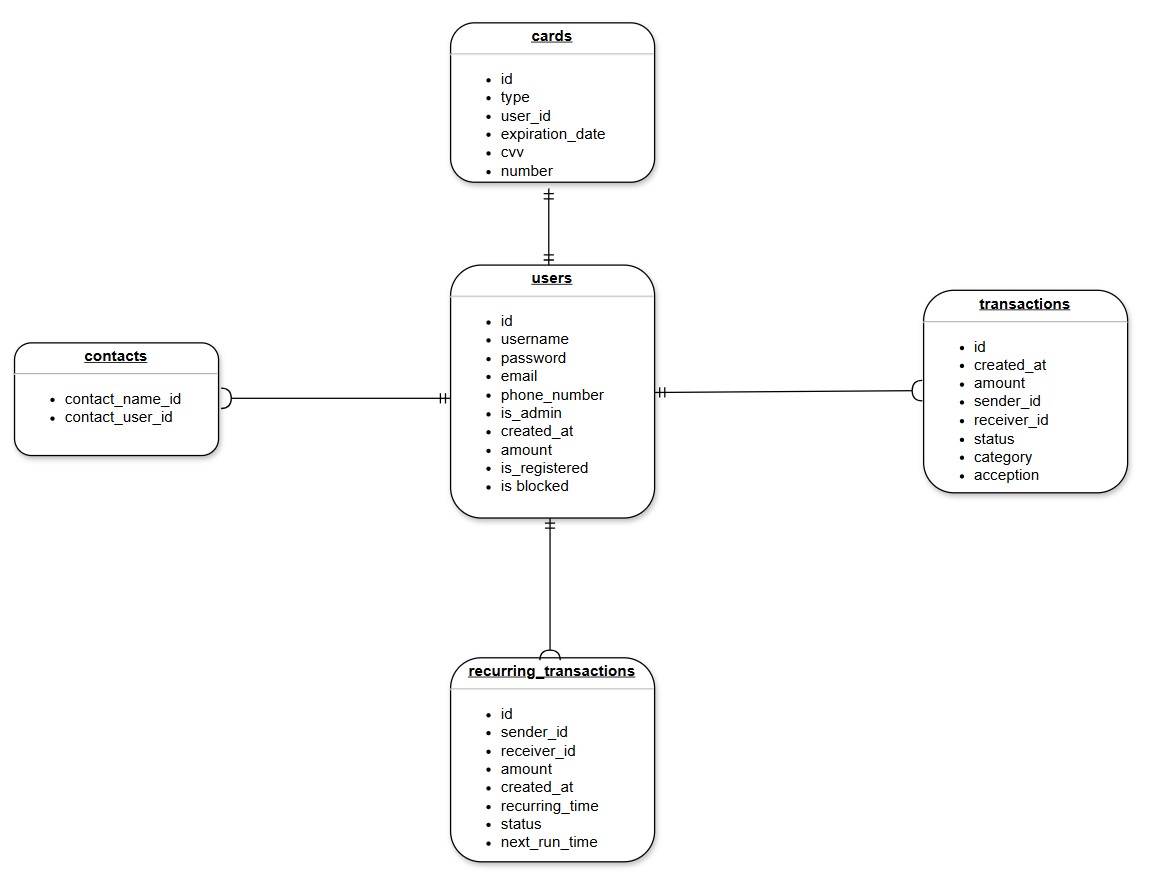 cards
id
type
user_id
expiration_date
cvv
number
users
id
username
password
email
phone_number
is_admin
created_at
amount
is_registered
is blocked
contacts
contact_name_id
contact_user_id
transactions
id
created_at
amount
sender_id
receiver_id
status
category
acception
recurring_transactions
id
sender_id
receiver_id
amount
created_at
recurring_time
status
next_run_time